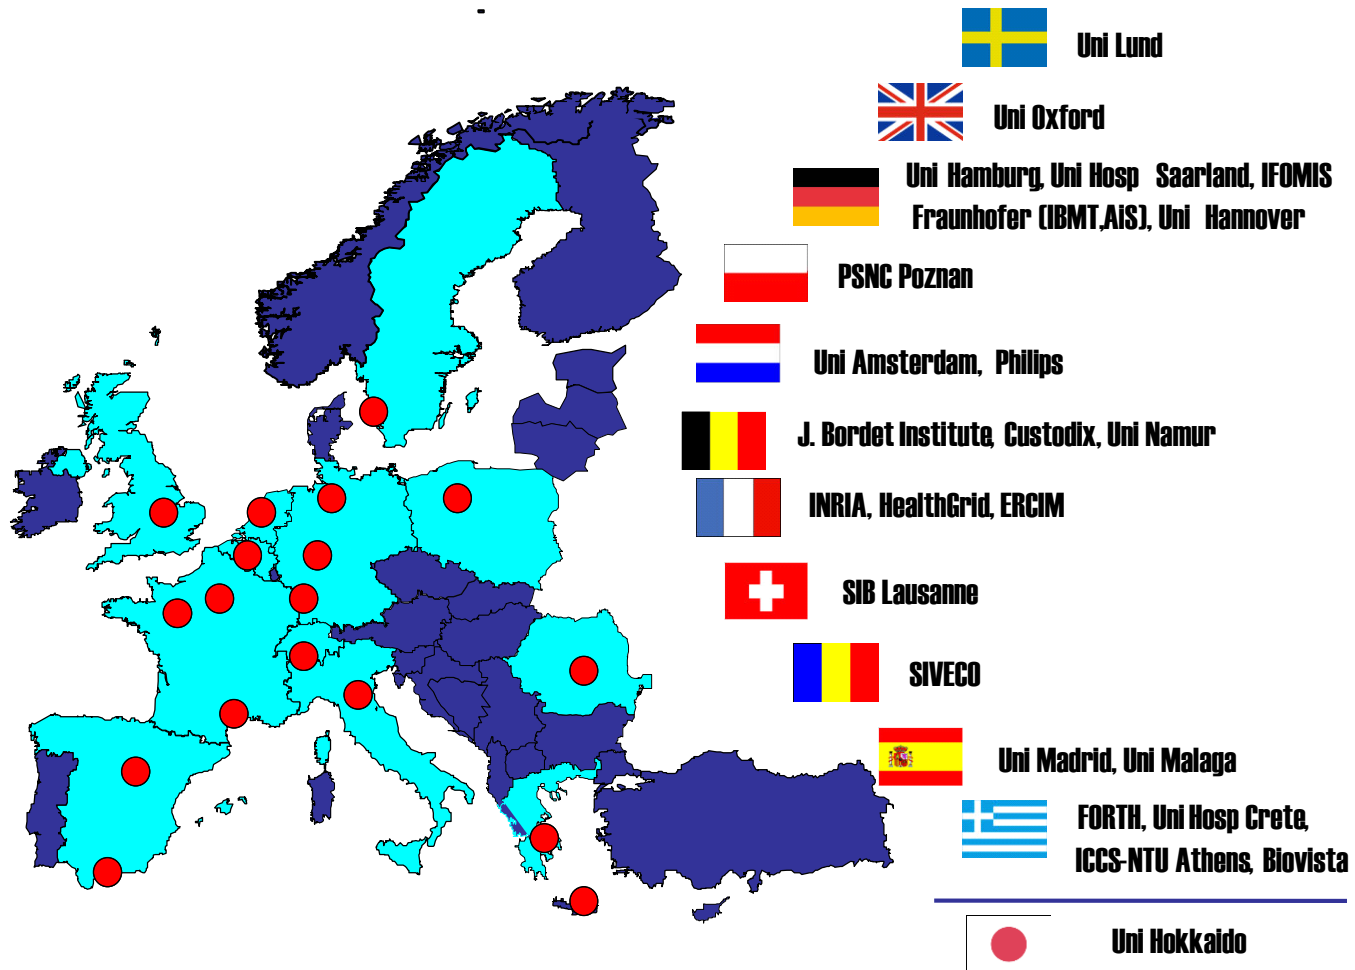 Uni Lund
Uni Oxford
Uni Hamburg, Uni Hosp Saarland, IFOMIS
Fraunhofer (IBMT,AiS), Uni Hannover
PSNC Poznan
Uni Amsterdam, Philips
J. Bordet Institute, Custodix, Uni Namur
INRIA, HealthGrid, ERCIM
SIB Lausanne
SIVECO
Uni Madrid, Uni Malaga
FORTH, Uni Hosp Crete,
ICCS-NTU Athens, Biovista
Uni Hokkaido